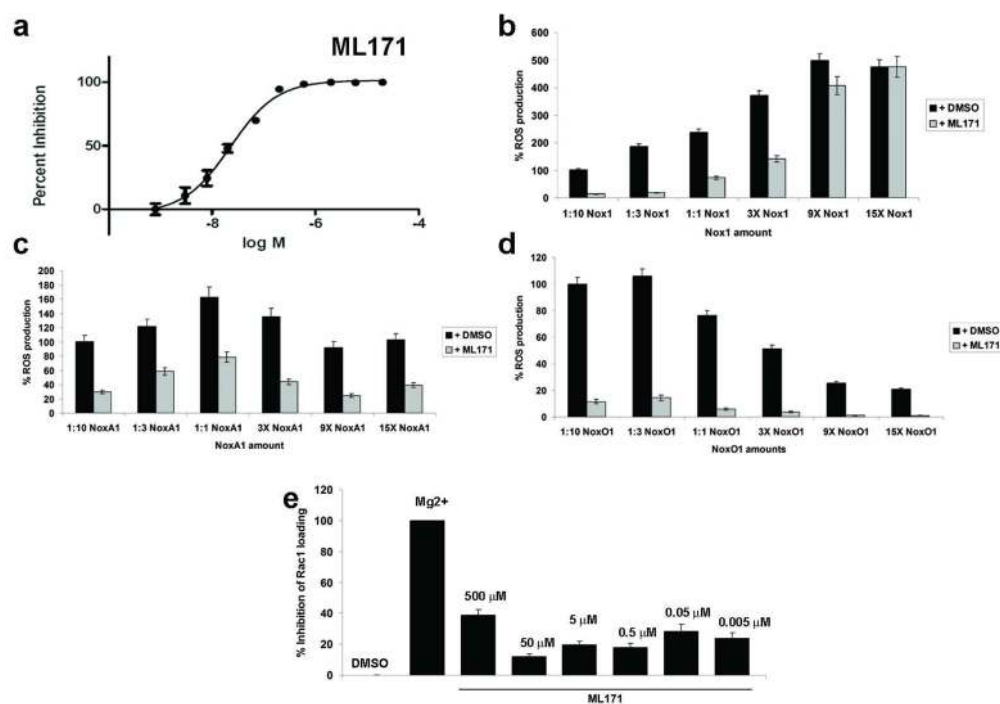 a
ML171
Percent Inhibition
100
50
0
-8
-6
-4
log M
b
% ROS production
600
500
400
300
200
100
0
1:10 Nox1
1:3 Nox1
1:1 Nox1
3X Nox1
9X Nox1
15X Nox1
Nox1 amount
+ DMSO
+ ML171
c
% ROS production
200
180
160
140
120
100
80
60
40
20
0
1:10 NoxA1
1:3 NoxA1
1:1 NoxA1
3X NoxA1
9X NoxA1
15X NoxA1
NoxA1 amount
+ DMSO
+ ML171
d
% ROS production
120
100
80
60
40
20
0
1:10 NoxO1
1:3 NoxO1
1:1 NoxO1
3X NoxO1
9X NoxO1
15X NoxO1
NoxO1 amounts
+ DMSO
+ ML171
e
% Inhibition of Rac1 loading
120
100
80
60
40
20
0
DMSO
Mg2+
500 µM
50 µM
5 µM
0.5 µM
0.05 µM
0.005 µM
ML171